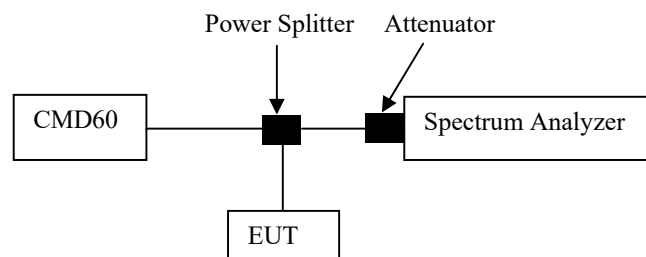 Power Splitter
Attenuator
CMD60
Spectrum Analyzer
EUT